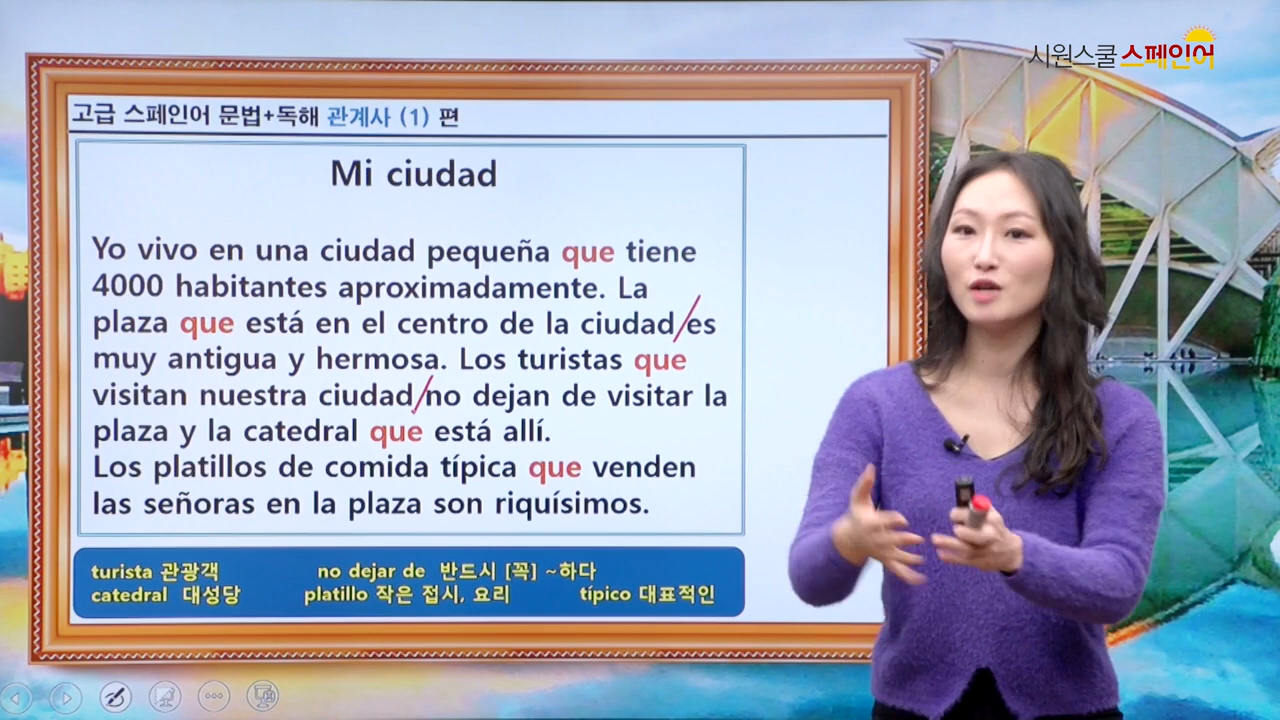 시원스쿨 스페인어
고급 스페인어 문법+독해 관계사 (1) 편
Mi ciudad
Yo vivo en una ciudad pequeña que tiene
4000 habitantes aproximadamente. La
plaza que está en el centro de la ciudad/es
muy antigua y hermosa. Los turistas que
visitan nuestra ciudad/no dejan de visitar la
plaza y la catedral que está allí.
Los platillos de comida típica que venden
las señoras en la plaza son riquísimos.
turista 관광객 no dejar de 반드시 [꼭] ~하다
catedral 대성당 platillo 작은 접시, 요리 típico 대표적인